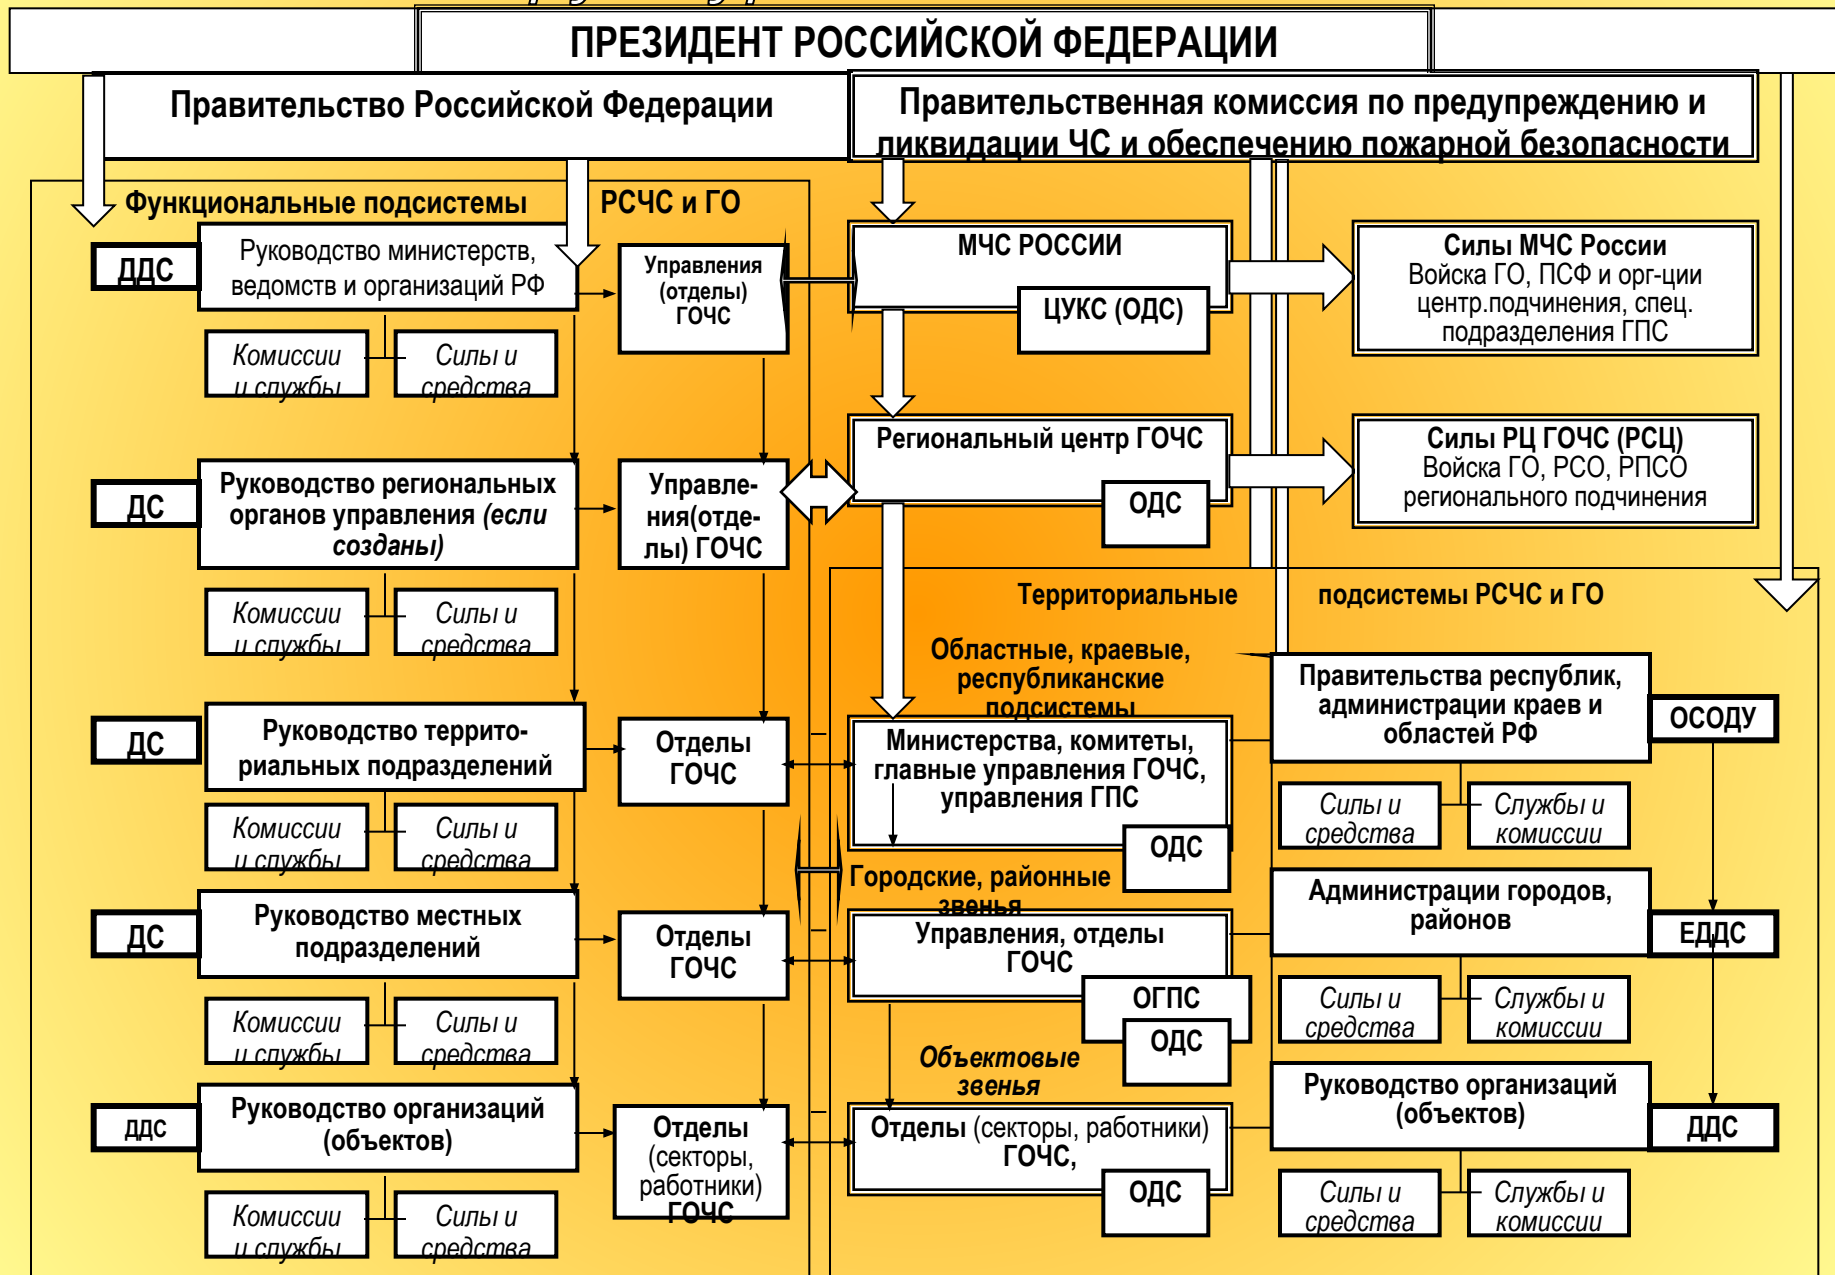 ПРЕЗИДЕНТ РОССИЙСКОЙ ФЕДЕРАЦИИ
Правительство Российской Федерации
Правительственная комиссия по предупреждению и
ликвидации ЧС и обеспечению пожарной безопасности
Функциональные подсистемы РСЧС и ГО
ДДС
Руководство министерств,
ведомств и организаций РФ
Управления
(отделы)
ГОЧС
Комиссии
и службы
Силы и
средства
МЧС РОССИИ
ЦУКС (ОДС)
Силы МЧС России
Войска ГО, ПСФ и орг-ции
центр.подчинения, спец.
подразделения ГПС
ДС
Руководство региональных
органов управления (если
созданы)
Управле-
ния(отде-
лы) ГОЧС
Комиссии
и службы
Силы и
средства
Региональный центр ГОЧС
ОДС
Силы РЦ ГОЧС (РСЦ)
Войска ГО, РСО, РПСО
регионального подчинения
Территориальные подсистемы РСЧС и ГО
ДС
Руководство террито-
риальных подразделений
Отделы
ГОЧС
Комиссии
и службы
Силы и
средства
Областные, краевые,
республиканские
подсистемы
Министерства, комитеты,
главные управления ГОЧС,
управления ГПС
ОДС
Правительства республик,
администрации краев и
областей РФ
ОСОДУ
Силы и
средства
Службы и
комиссии
ДС
Руководство местных
подразделений
Отделы
ГОЧС
Комиссии
и службы
Силы и
средства
Городские, районные
звенья
Управления, отделы
ГОЧС
ОГПС
ОДС
Администрации городов,
районов
ЕДДС
Силы и
средства
Службы и
комиссии
ДДС
Руководство организаций
(объектов)
Отделы
(секторы,
работники)
ГОЧС
Комиссии
и службы
Силы и
средства
Объектовые
звенья
Отделы (секторы, работники)
ГОЧС,
ОДС
Руководство организаций
(объектов)
ДДС
Силы и
средства
Службы и
комиссии